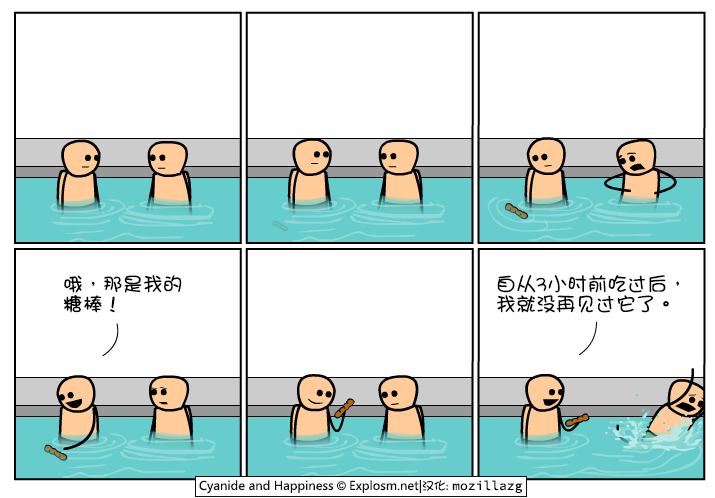 哦，那是我的
糖棒！
自从3小时前吃过后，
我就没再见过它了。
Cyanide and Happiness © Explosm.net|汉化: mozillazg